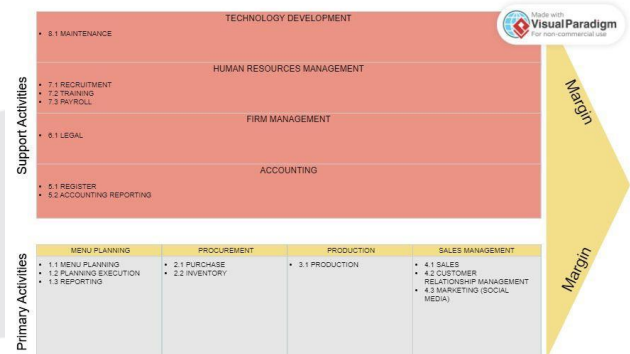 Made with
Visual Paradigm
For non-commercial use
TECHNOLOGY DEVELOPMENT
• 8.1 MAINTENANCE
HUMAN RESOURCES MANAGEMENT
• 7.1 RECRUITMENT
• 7.2 TRAINING
• 7.3 PAYROLL
FIRM MANAGEMENT
• 6.1 LEGAL
ACCOUNTING
• 5.1 REGISTER
• 5.2 ACCOUNTING REPORTING
Support Activities
Margin
MENU PLANNING
• 1.1 MENU PLANNING
• 1.2 PLANNING EXECUTION
• 1.3 REPORTING
PROCUREMENT
• 2.1 PURCHASE
• 2.2 INVENTORY
PRODUCTION
• 3.1 PRODUCTION
SALES MANAGEMENT
• 4.1 SALES
• 4.2 CUSTOMER
RELATIONSHIP MANAGEMENT
• 4.3 MARKETING (SOCIAL
MEDIA)
Primary Activities
Margin